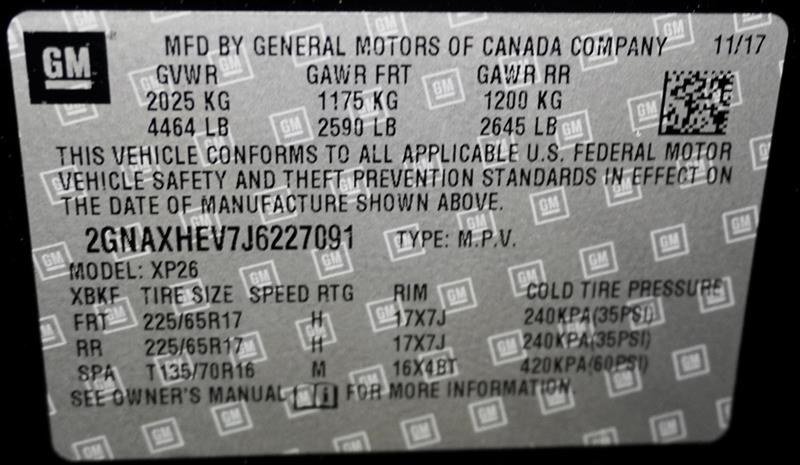 GM MFD BY GENERAL MOTORS OF CANADA COMPANY 11/17
GVWR GAWR FRT GAWR RR
2025 KG 1175 KG 1200 KG
4464 LB 2590 LB 2645 LB
THIS VEHICLE CONFORMS TO ALL APPLICABLE U.S. FEDERAL MOTOR
VEHICLE SAFETY AND THEFT PREVENTION STANDARDS IN EFFECT ON
THE DATE OF MANUFACTURE SHOWN ABOVE.
2GNAXHEV7J6227091 TYPE: M.P.V.
MODEL: XP26
XBKF TIRE SIZE SPEED RTG RIM COLD TIRE PRESSURE
FRT 225/65R17 H 17X7J 240KPA(35PSI)
RR 225/65R17 H 17X7J 240KPA(35PSI)
SPA T135/70R16 M 16X4BT 420KPA(60PSI)
SEE OWNER'S MANUAL i FOR MORE INFORMATION.